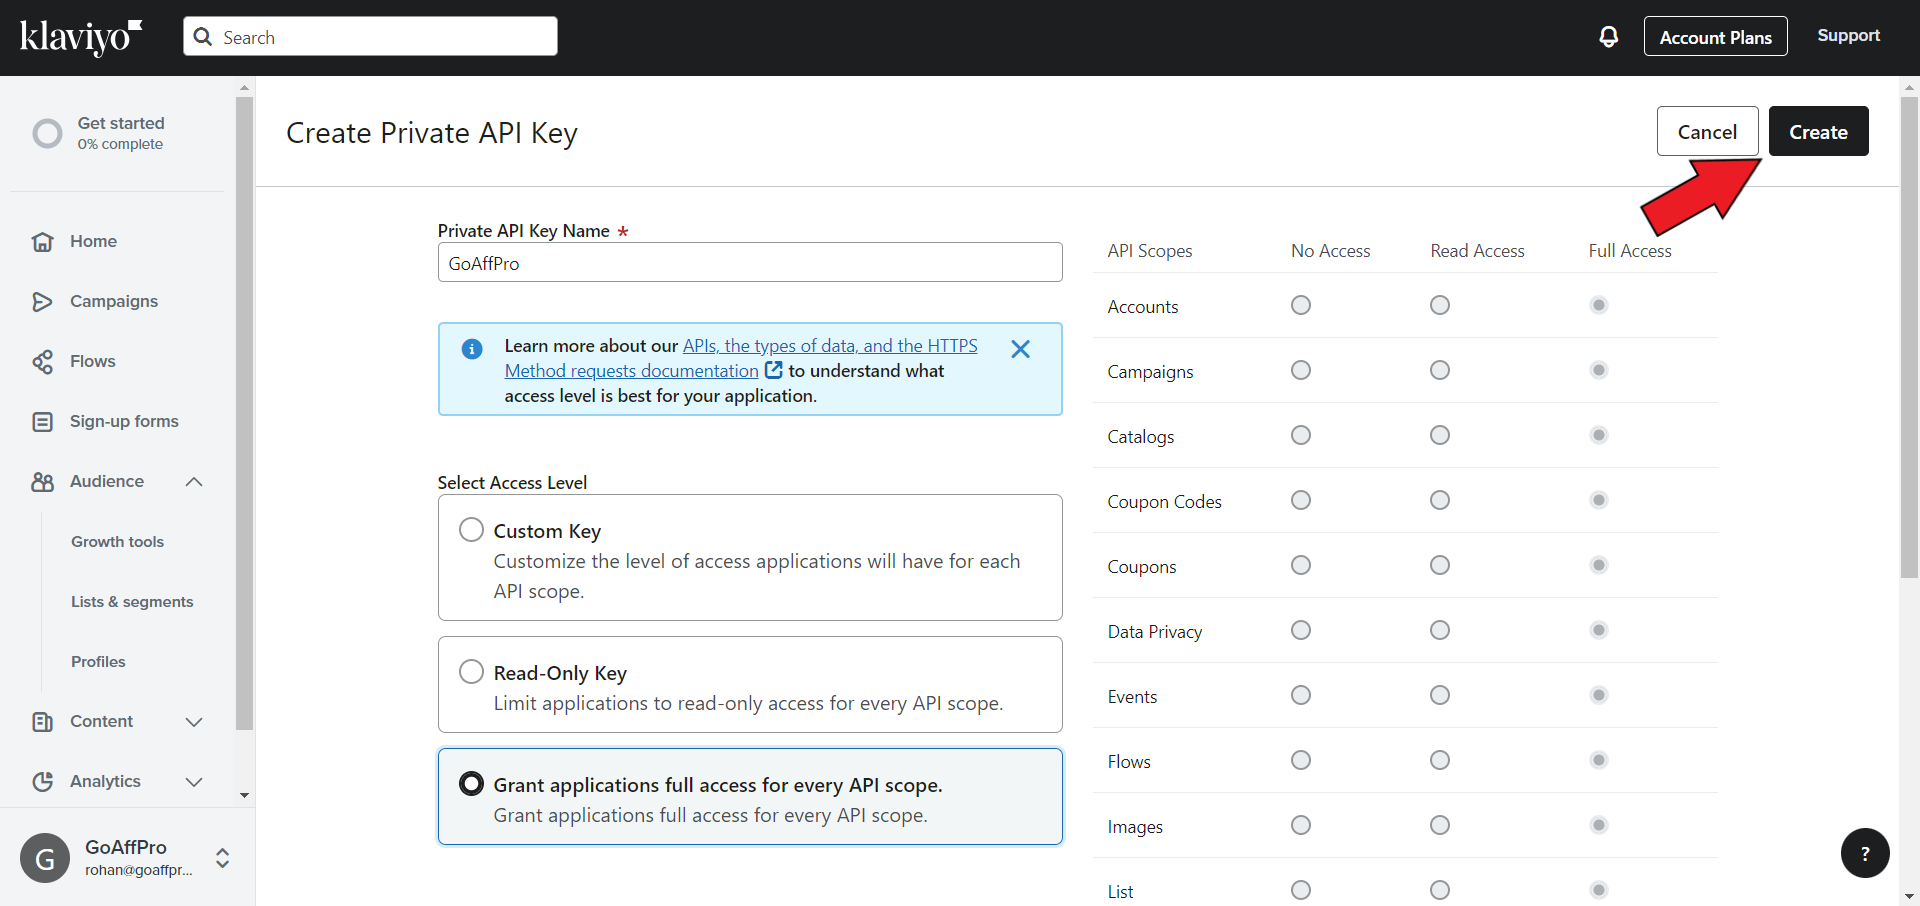 klaviyo
Search
Account Plans
Support
Get started
0% complete
Home
Campaigns
Flows
Sign-up forms
Audience
Growth tools
Lists & segments
Profiles
Content
Analytics
G
GoAffPro
rohan@goaffpr...
Create Private API Key
Cancel
Create
Private API Key Name *
GoAffPro
Learn more about our APIs, the types of data, and the HTTPS
Method requests documentation to understand what
access level is best for your application.
Select Access Level
Custom Key
Customize the level of access applications will have for each
API scope.
Read-Only Key
Limit applications to read-only access for every API scope.
Grant applications full access for every API scope.
Grant applications full access for every API scope.
API Scopes No Access Read Access Full Access
Accounts
Campaigns
Catalogs
Coupon Codes
Coupons
Data Privacy
Events
Flows
Images
List
?